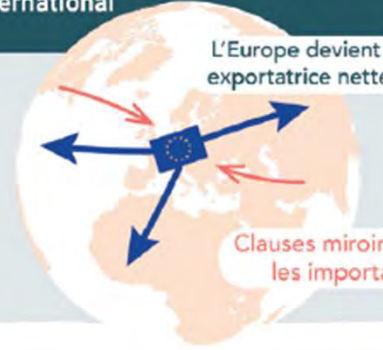 ernational
L'Europe devient
exportatrice nette
Clauses miroir
les importa